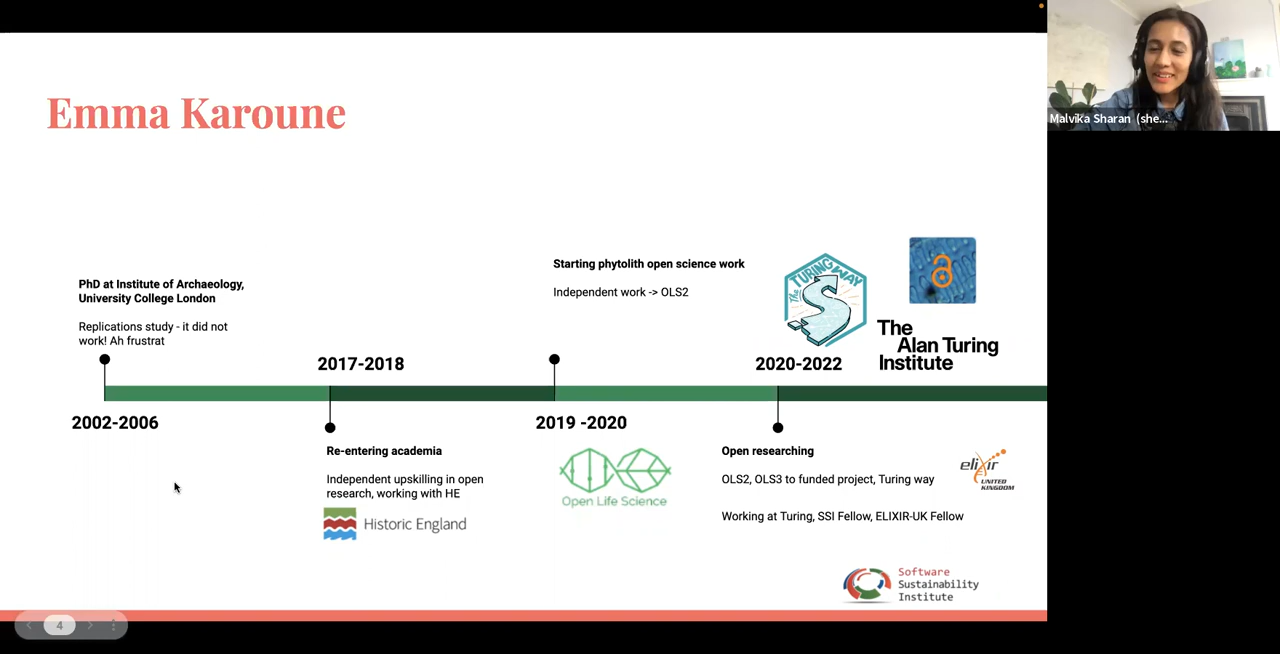 Emma Karoune
Malvika Sharan (she...
PhD at Institute of Archaeology,
University College London
Replications study - it did not
work! Ah frustrat
2002-2006
2017-2018
Re-entering academia
Independent upskilling in open
research, working with HE
Historic England
Starting phytolith open science work
Independent work -> OLS2
2019 -2020
Open Life Science
The TURING WAY
The
Alan Turing
Institute
2020-2022
Open researching
OLS2, OLS3 to funded project, Turing way
Working at Turing, SSI Fellow, ELIXIR-UK Fellow
elixir
UNITED
KINGDOM
Software
Sustainability
Institute
4